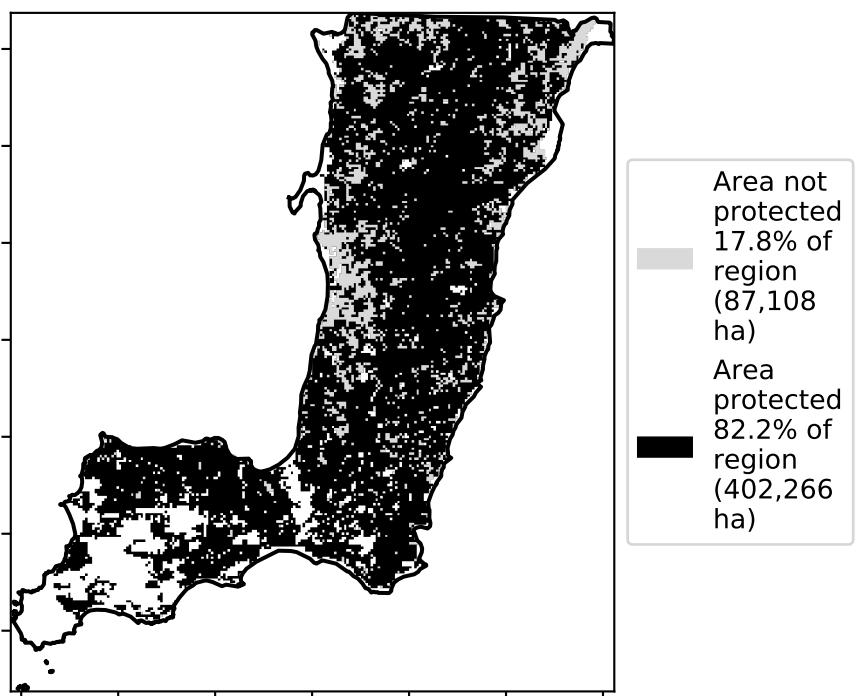 Area not
protected
17.8% of
region
(87,108
ha)
Area
protected
82.2% of
region
(402,266
ha)